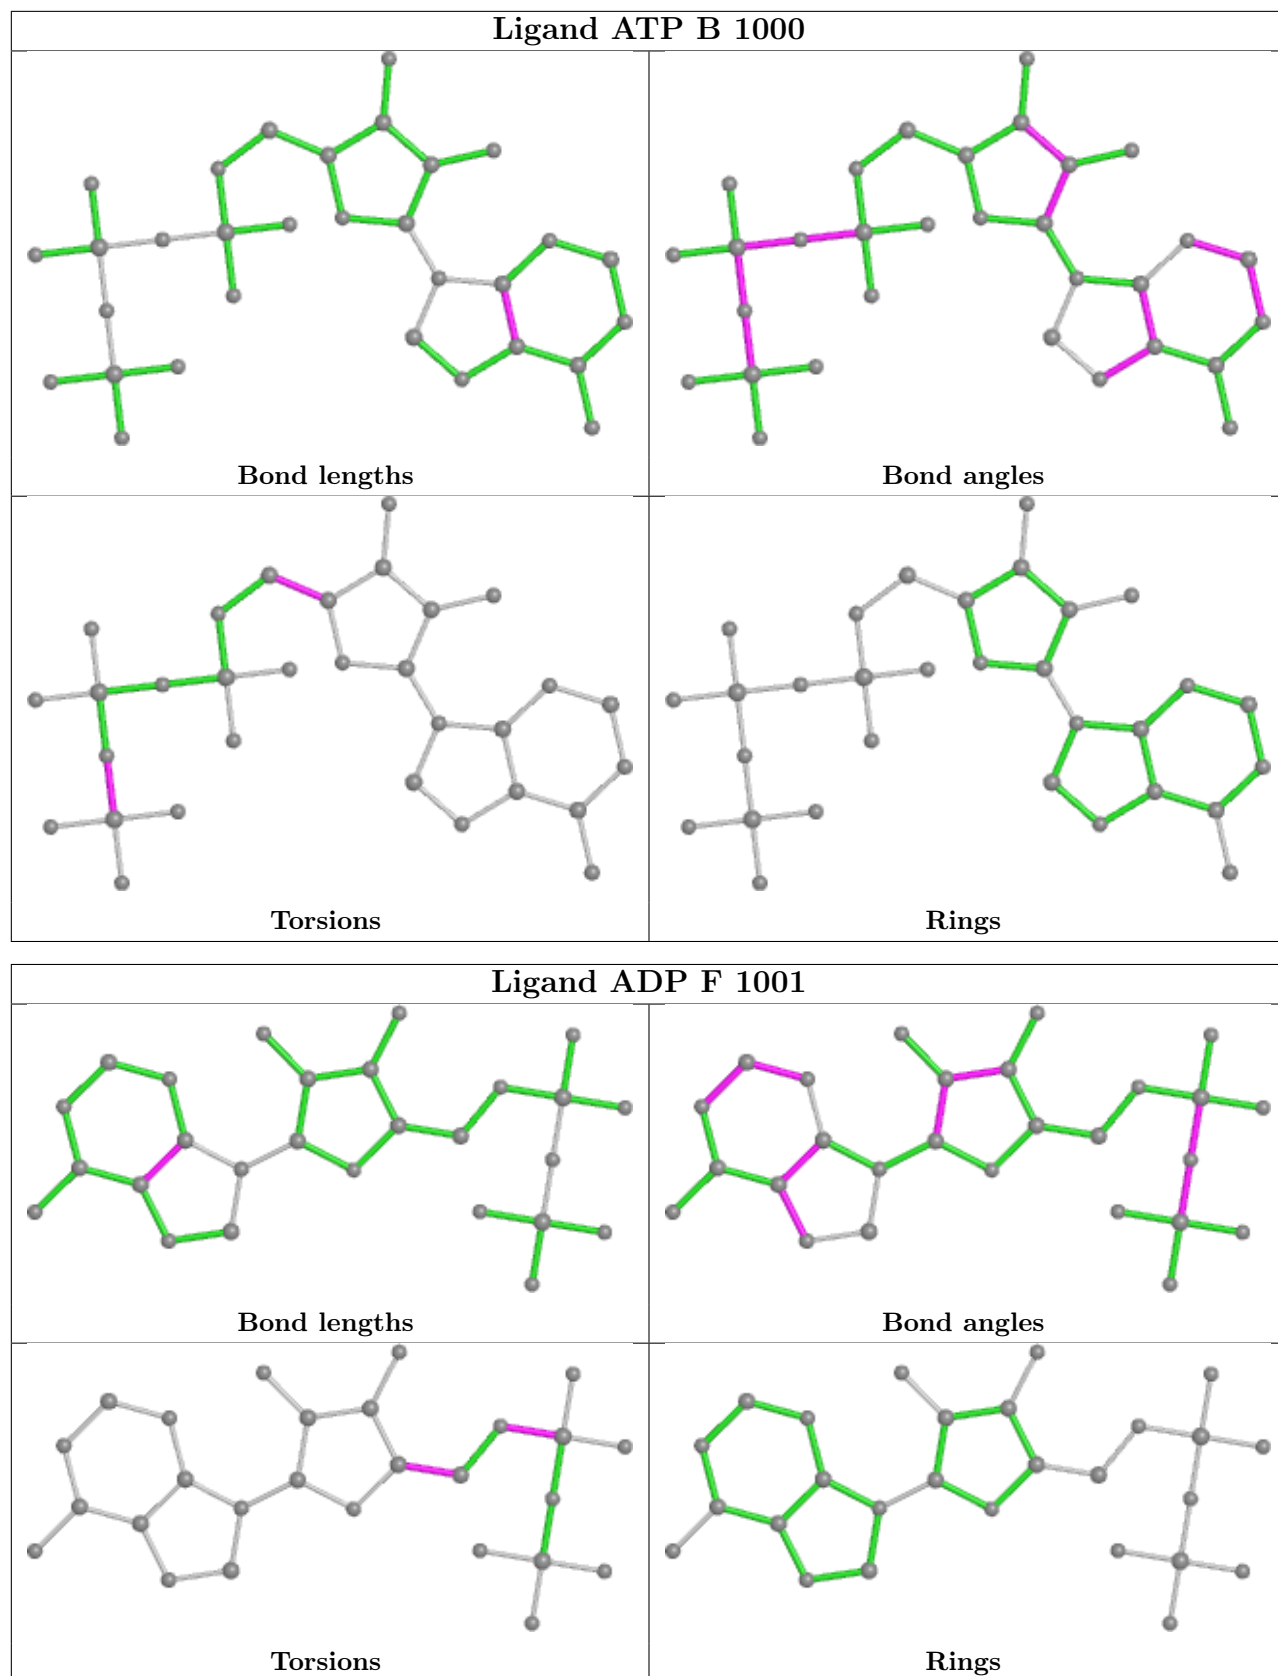 Ligand ATP B 1000
Bond lengths
Bond angles
Torsions
Rings
Ligand ADP F 1001
Bond lengths
Bond angles
Torsions
Rings